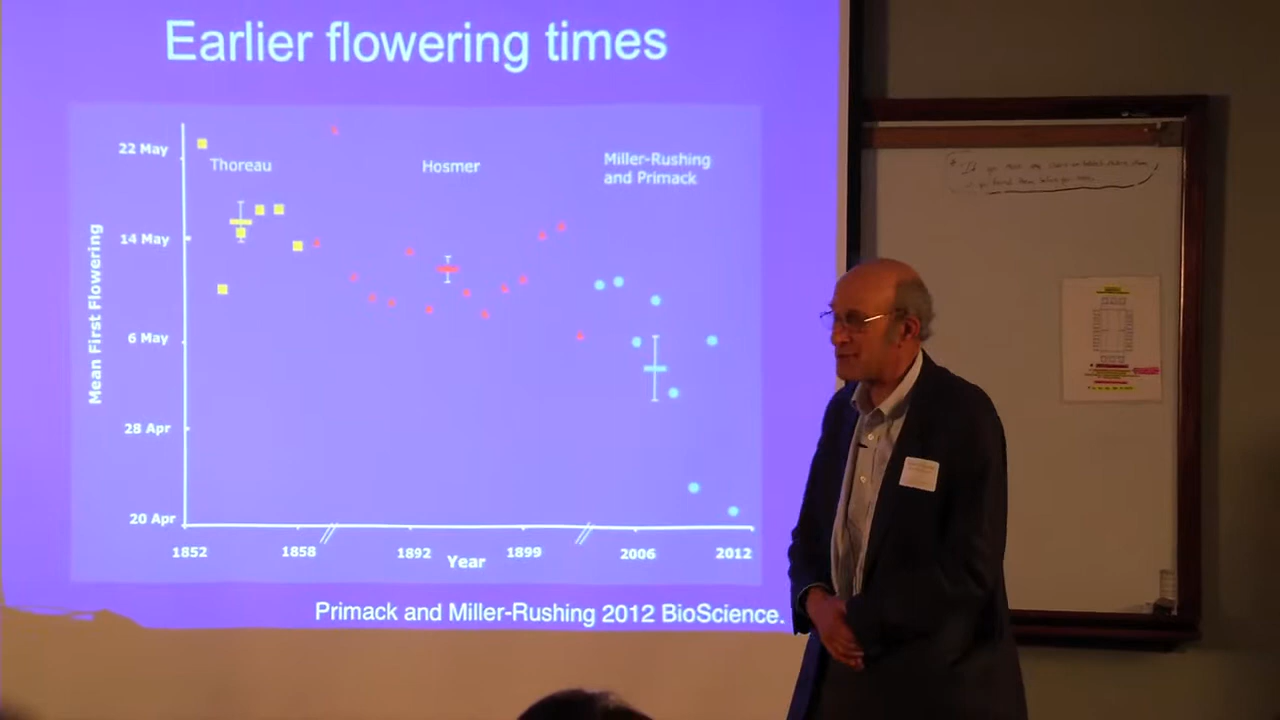 Earlier flowering times
22 May
14 May
6 May
28 Apr
20 Apr
Mean First Flowering
Thoreau
Hosmer
Miller-Rushing
and Primack
1852
1858
1892
1899
2006
2012
Year
Primack and Miller-Rushing 2012 BioScience.